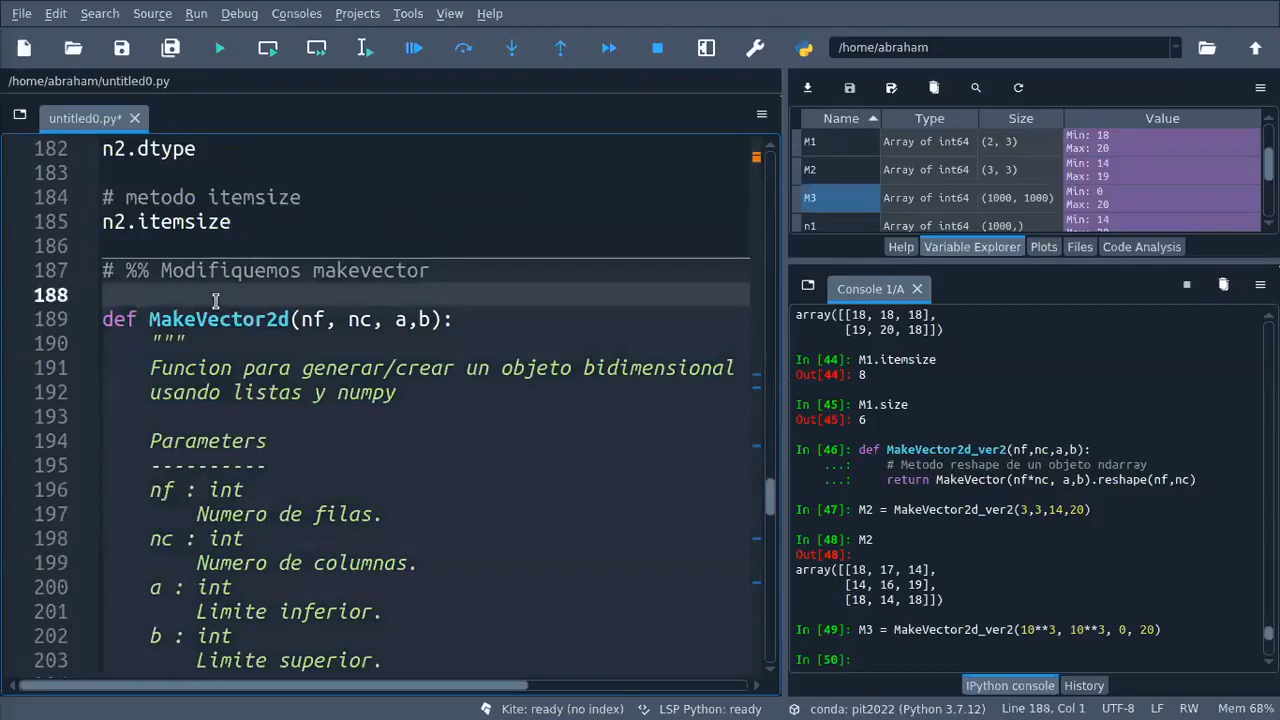 File Edit Search Source Run Debug Consoles Projects Tools View Help
/home/abraham
/home/abraham/untitled0.py
untitled0.py*
182 n2.dtype
183
184 # metodo itemsize
185 n2.itemsize
186
187 # %% Modifiquemos makevector
188
189 def MakeVector2d(nf, nc, a,b):
190 """
191 Funcion para generar/crear un objeto bidimensional
192 usando listas y numpy
193
194 Parameters
195 ----------
196 nf : int
197 Numero de filas.
198 nc : int
199 Numero de columnas.
200 a : int
201 Limite inferior.
202 b : int
203 Limite superior.
Name Type Size Value
M1 Array of int64 (2, 3) Min: 18
Max: 20
M2 Array of int64 (3, 3) Min: 14
Max: 19
M3 Array of int64 (1000, 1000) Min: 0
Max: 20
n1 Array of int64 (1000,) Min: 14
Help Variable Explorer Plots Files Code Analysis
Console 1/A
array([[18, 18, 18],
[19, 20, 18]])
In [44]: M1.itemsize
Out[44]: 8
In [45]: M1.size
Out[45]: 6
In [46]: def MakeVector2d_ver2(nf,nc,a,b):
...: # Metodo reshape de un objeto ndarray
...: return MakeVector(nf*nc, a,b).reshape(nf,nc)
In [47]: M2 = MakeVector2d_ver2(3,3,14,20)
In [48]: M2
Out[48]:
array([[18, 17, 14],
[14, 16, 19],
[18, 14, 18]])
In [49]: M3 = MakeVector2d_ver2(10**3, 10**3, 0, 20)
In [50]:
IPython console History
Kite: ready (no index) LSP Python: ready conda: pit2022 (Python 3.7.12) Line 188, Col 1 UTF-8 LF RW Mem 68%